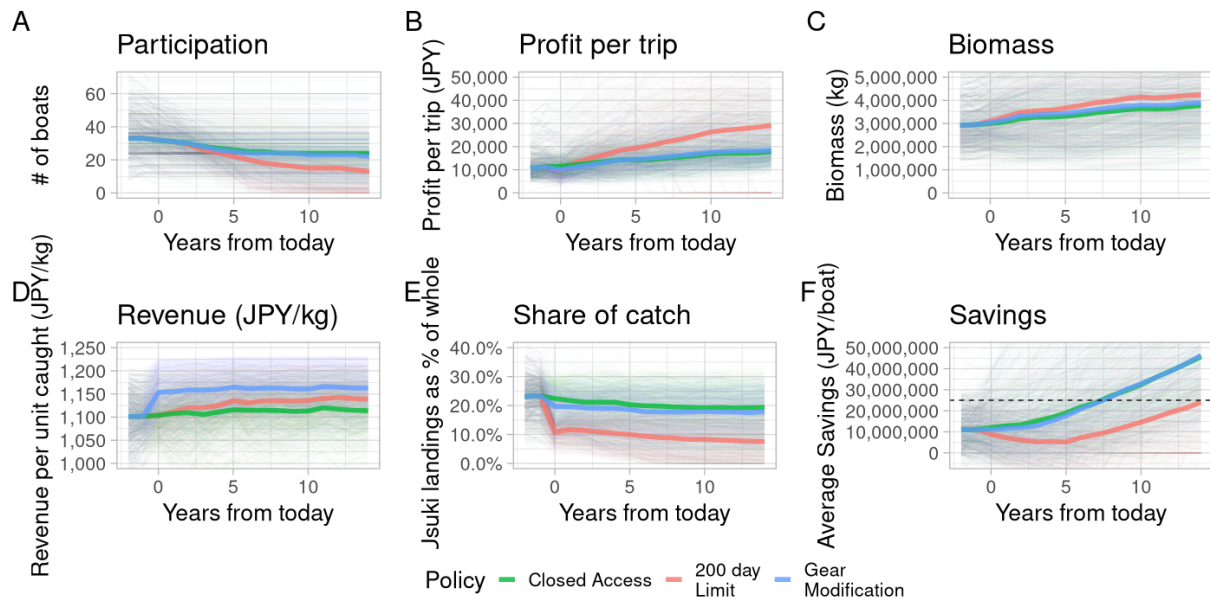 A
Participation
# of boats
60
40
20
0
0
5
10
Years from today
B
Profit per trip
Profit per trip (JPY)
50,000
40,000
30,000
20,000
10,000
0
0
5
10
Years from today
C
Biomass
Biomass (kg)
5,000,000
4,000,000
3,000,000
2,000,000
1,000,000
0
0
5
10
Years from today
D
Revenue (JPY/kg)
Revenue per unit caught (JPY/kg)
1,250
1,200
1,150
1,100
1,050
1,000
0
5
10
Years from today
E
Share of catch
Jsuki landings as % of whole
40.0%
30.0%
20.0%
10.0%
0.0%
0
5
10
Years from today
F
Savings
Average Savings (JPY/boat)
50,000,000
40,000,000
30,000,000
20,000,000
10,000,000
0
0
5
10
Years from today
Policy
Closed Access
200 day
Limit
Gear
Modification